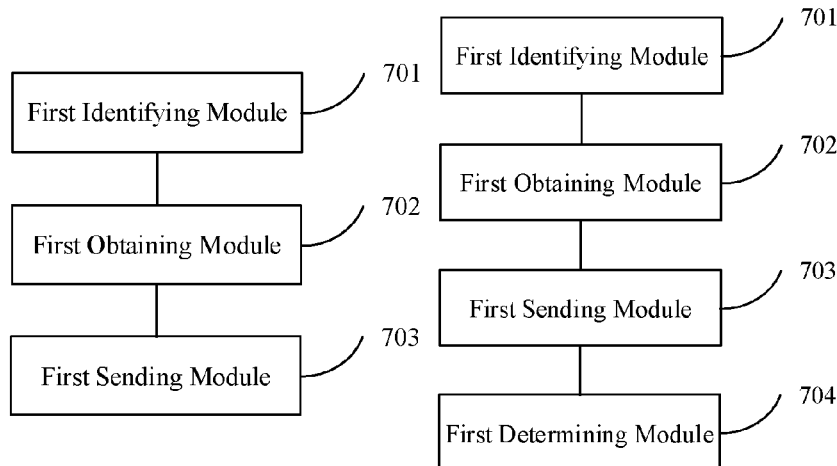 701
First Identifying Module
702
First Obtaining Module
703
First Sending Module
701
First Identifying Module
702
First Obtaining Module
703
First Sending Module
704
First Determining Module